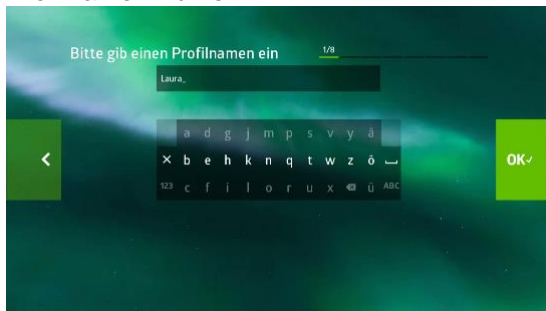 Bitte gib einen Profilnamen ein 1/8
Laura_
a d g j m p s v y ä
× b e h k n q t w z ö
123 c f i l o r u x ü ABC
OK✓